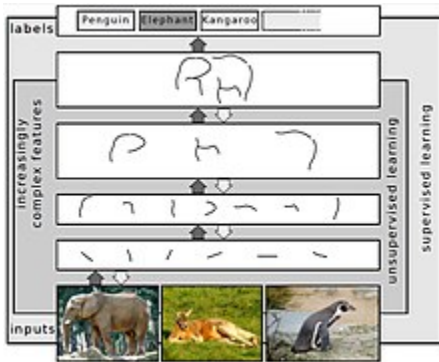 labels
Penguin
Elephant
Kangaroo
increasingly
complex features
unsupervised learning
supervised learning
inputs